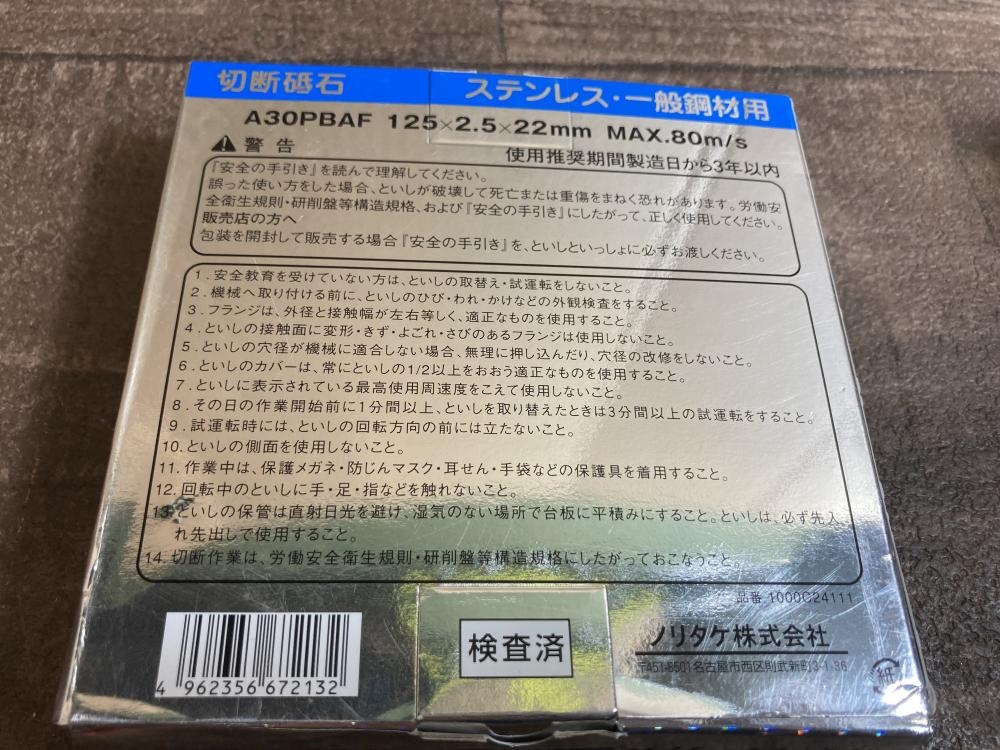 切断砥石
ステンレス・一般鋼材用
A30PBAF 125×2.5×22mm MAX.80m/s
警告
使用推奨期間製造日から3年以内
『安全の手引き』を読んで理解してください。
誤った使い方をした場合、といしが破壊して死亡または重傷をまねく恐れがあります。労働安
全衛生規則・研削盤等構造規格、および『安全の手引き』にしたがって、正しく使用してください。
販売店の方へ
包装を開封して販売する場合『安全の手引き』を、といしといっしょに必ずお渡しください。
1.安全教育を受けていない方は、といしの取替え・試運転をしないこと。
2.機械へ取り付ける前に、といしのひび・われ・かけなどの外観検査をすること。
3.フランジは、外径と接触幅が左右等しく、適正なものを使用すること。
4.といしの接触面に変形・きず・よごれ・さびのあるフランジは使用しないこと。
5.といしの穴径が機械に適合しない場合、無理に押し込んだり、穴径の改修をしないこと。
6.といしのカバーは、常にといしの1/2以上をおおう適正なものを使用すること。
7.といしに表示されている最高使用周速度をこえて使用しないこと。
8.その日の作業開始前に1分間以上、といしを取り替えたときは3分間以上の試運転をすること。
9.試運転時には、といしの回転方向の前には立たないこと。
10.といしの側面を使用しないこと。
11.作業中は、保護メガネ・防じんマスク・耳せん・手袋などの保護具を着用すること。
12.回転中のといしに手・足・指などを触れないこと。
13.といしの保管は直射日光を避け、湿気のない場所で台板に平積みにすること。といしは、必ず先入
れ先出しで使用すること。
14.切断作業は、労働安全衛生規則・研削盤等構造規格にしたがっておこなうこと。
品番 1000C24111
4 962356 672132
検査済
ノリタケ株式会社
〒451-8501名古屋市西区則武新町3-1-36
紙